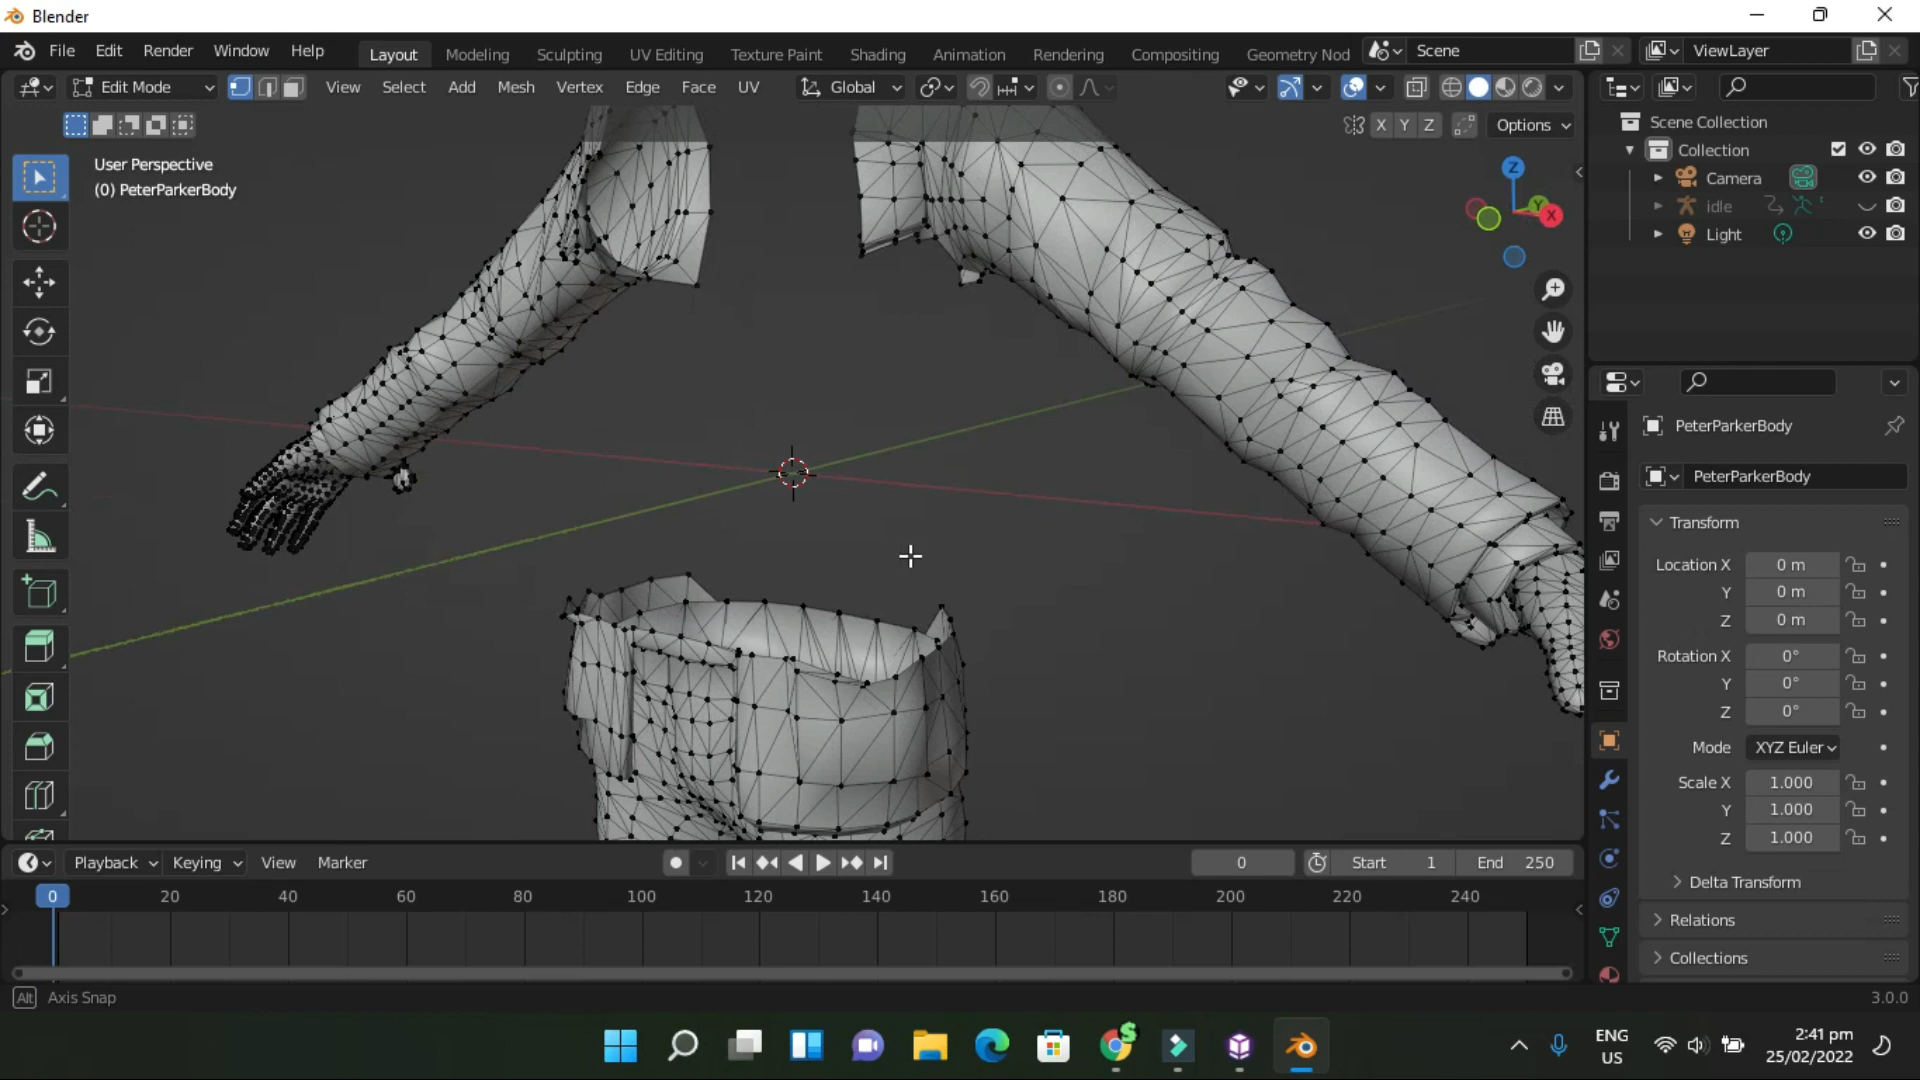 Blender
File Edit Render Window Help Layout Modeling Sculpting UV Editing Texture Paint Shading Animation Rendering Compositing Geometry Nod Scene ViewLayer
Edit Mode View Select Add Mesh Vertex Edge Face UV Global
X Y Z Options
User Perspective
(0) PeterParkerBody
Z
Y
X
Scene Collection
Collection
Camera
idle
Light
PeterParkerBody
PeterParkerBody
Transform
Location X 0 m
Y 0 m
Z 0 m
Rotation X 0°
Y 0°
Z 0°
Mode XYZ Euler
Scale X 1.000
Y 1.000
Z 1.000
Delta Transform
Relations
Collections
Playback Keying View Marker 0 Start 1 End 250
0 20 40 60 80 100 120 140 160 180 200 220 240
Alt Axis Snap 3.0.0
ENG
US
2:41 pm
25/02/2022